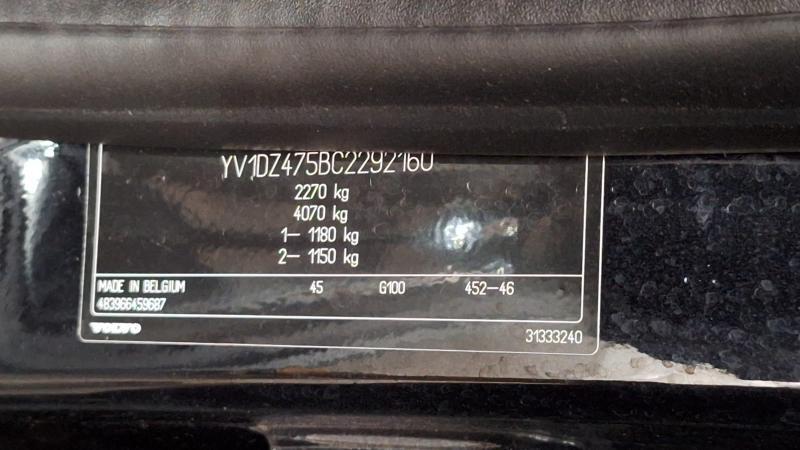 YV1DZ475BC2292160
2270 kg
4070 kg
1– 1180 kg
2– 1150 kg
MADE IN BELGIUM 45 G100 452–46
483966459687
VOLVO
31333240